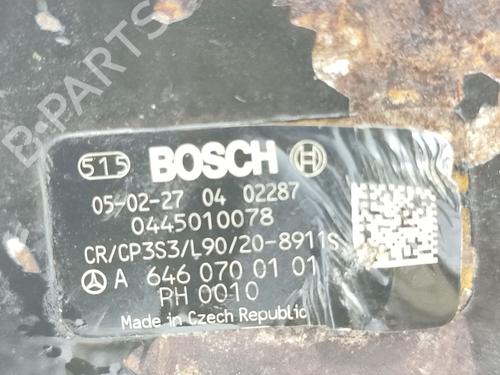 B-PARTS
515 BOSCH
05-02-27 04 02287
0445010078
CR/CP3S3/L90/20-8911S
A 646 070 01 01
PH 0010
Made in Czech Republic